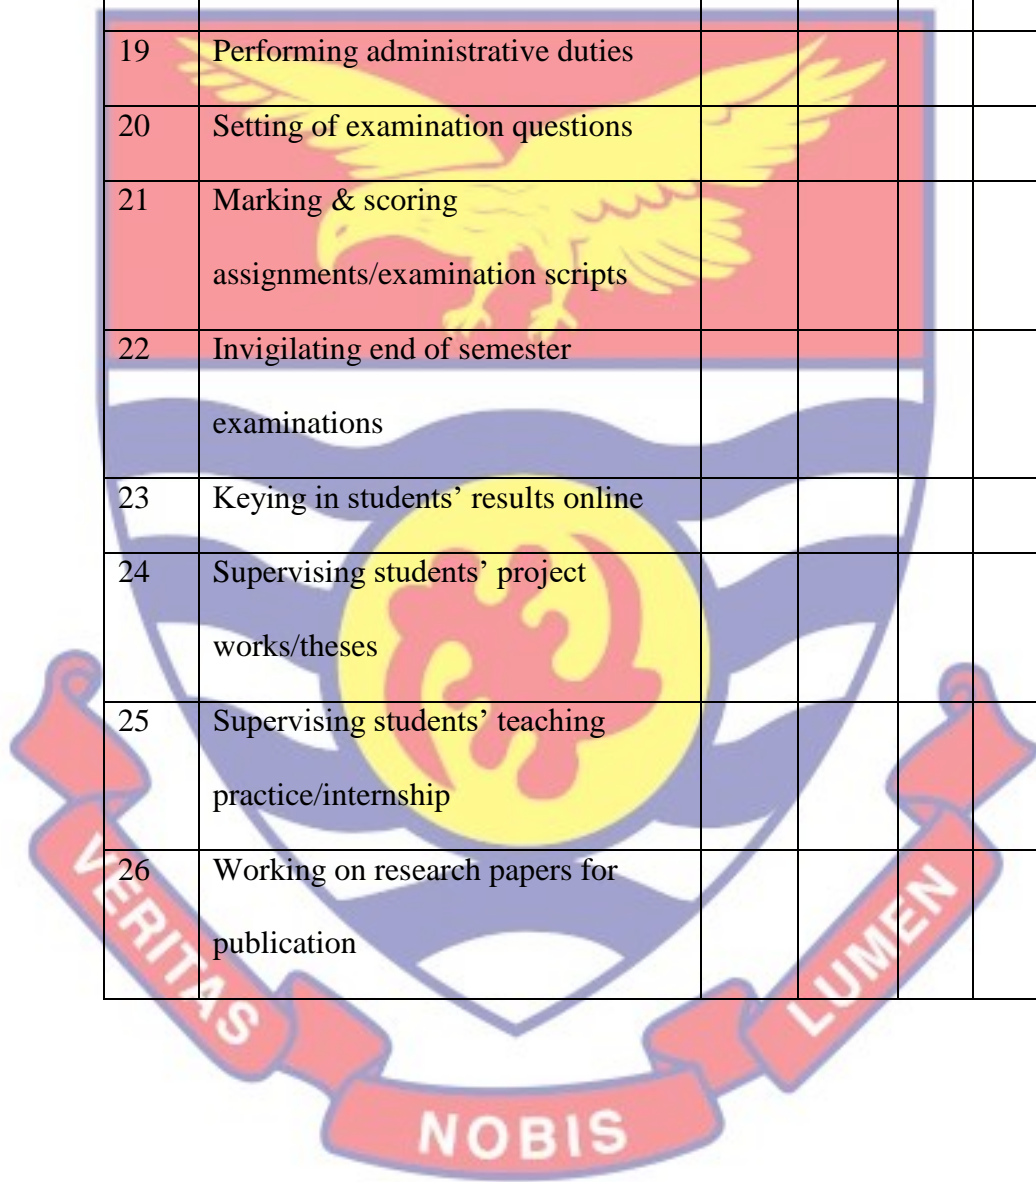 19 Performing administrative duties
20 Setting of examination questions
21 Marking & scoring
assignments/examination scripts
22 Invigilating end of semester
examinations
23 Keying in students’ results online
24 Supervising students’ project
works/theses
25 Supervising students’ teaching
practice/internship
26 Working on research papers for
publication
VERITAS
NOBIS
LUMEN